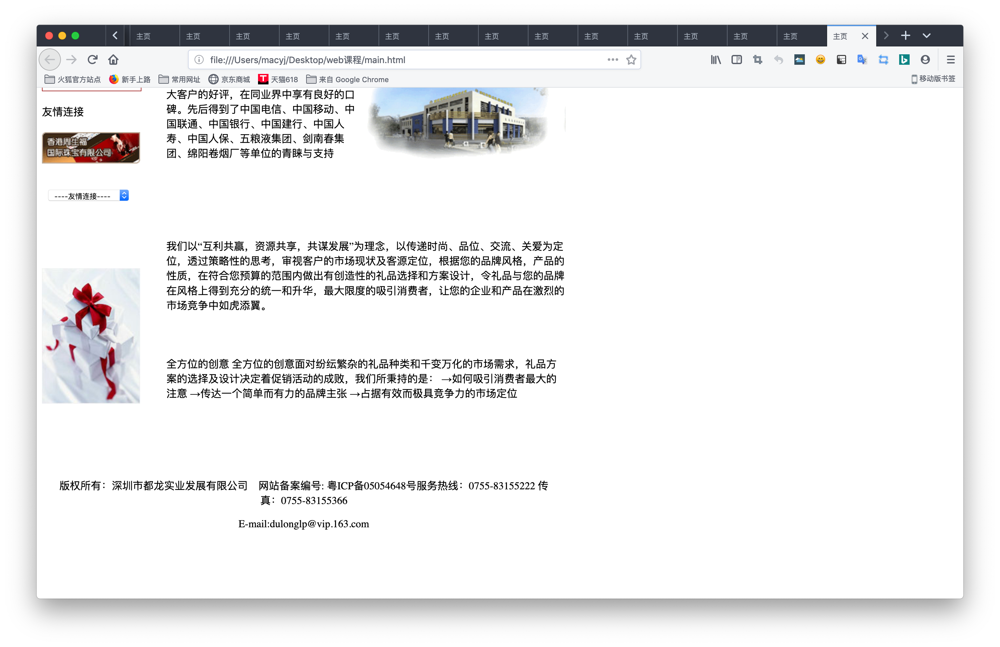 主页 主页 主页 主页 主页 主页 主页 主页 主页 主页 主页 主页 主页 主页 主页
file:///Users/macyj/Desktop/web课程/main.html
火狐官方站点 新手上路 常用网址 京东商城 T 天猫618 来自 Google Chrome 移动版书签
友情连接
香港周生福
国际珠宝有限公司
----友情连接----
大客户的好评，在同业界中享有良好的口
碑。先后得到了中国电信、中国移动、中
国联通、中国银行、中国建行、中国人
寿、中国人保、五粮液集团、剑南春集
团、绵阳卷烟厂等单位的青睐与支持
我们以“互利共赢，资源共享，共谋发展”为理念，以传递时尚、品位、交流、关爱为定
位，透过策略性的思考，审视客户的市场现状及客源定位，根据您的品牌风格，产品的
性质，在符合您预算的范围内做出有创造性的礼品选择和方案设计，令礼品与您的品牌
在风格上得到充分的统一和升华，最大限度的吸引消费者，让您的企业和产品在激烈的
市场竞争中如虎添翼。
全方位的创意 全方位的创意面对纷纭繁杂的礼品种类和千变万化的市场需求，礼品方
案的选择及设计决定着促销活动的成败，我们所秉持的是： →如何吸引消费者最大的
注意 →传达一个简单而有力的品牌主张 →占据有效而极具竞争力的市场定位
版权所有：深圳市都龙实业发展有限公司 网站备案编号: 粤ICP备05054648号服务热线：0755-83155222 传
真：0755-83155366
E-mail:dulonglp@vip.163.com